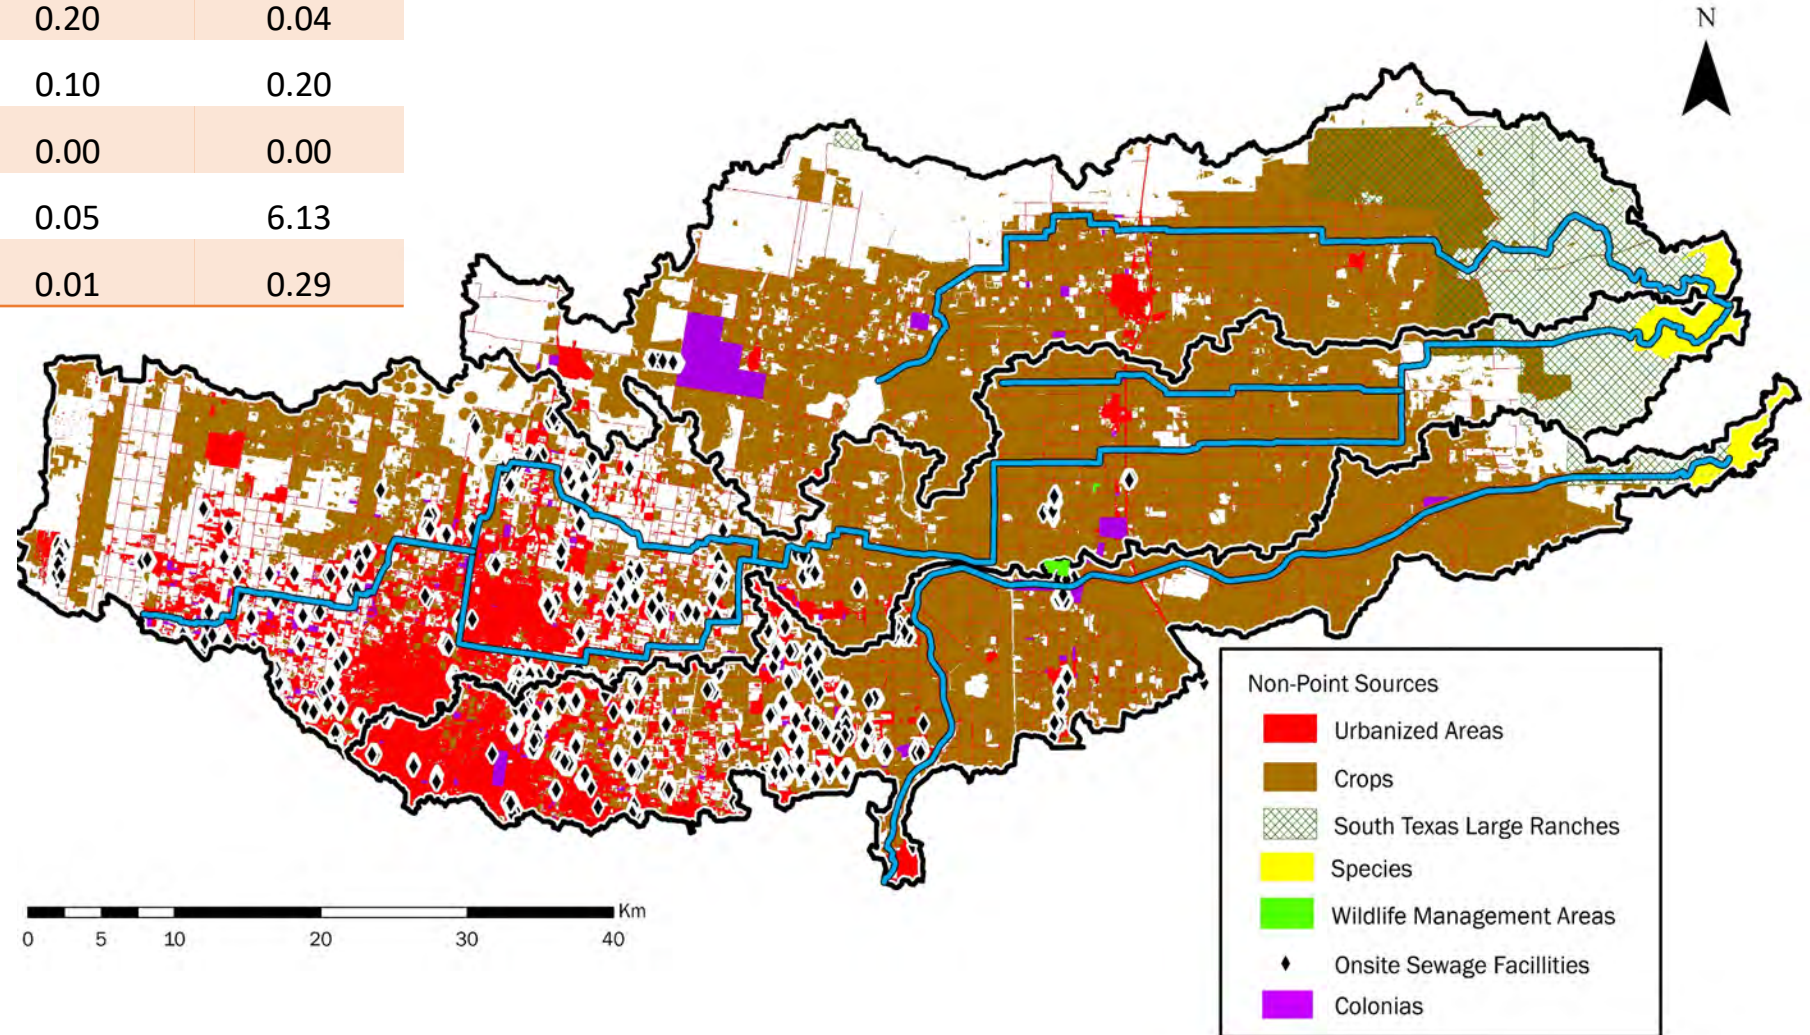 0.20 0.04
0.10 0.20
0.00 0.00
0.05 6.13
0.01 0.29
N
Non-Point Sources
Urbanized Areas
Crops
South Texas Large Ranches
Species
Wildlife Management Areas
Onsite Sewage Facillities
Colonias
Km
0 5 10 20 30 40